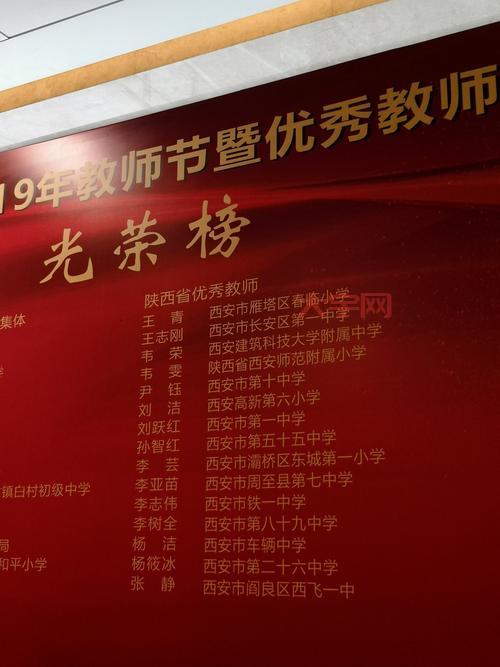 19年教师节暨优秀教师
光荣榜
陕西省优秀教师
集体
王 青 西安市雁塔区春临小学
王志刚 西安市长安区第一中学
韦 荣 西安建筑科技大学附属中学
韦 雯 陕西省西安师范附属小学
尹 钰 西安市第十中学
刘 洁 西安高新第六小学
刘跃红 西安市第一中学
孙智红 西安市第五十五中学
李 芸 西安市灞桥区东城第一小学
李亚苗 西安市周至县第七中学
镇白村初级中学
李志伟 西安市铁一中学
李树全 西安市第八十九中学
局
杨 洁 西安市车辆中学
和平小学
杨筱冰 西安市第二十六中学
张 静 西安市阎良区西飞一中